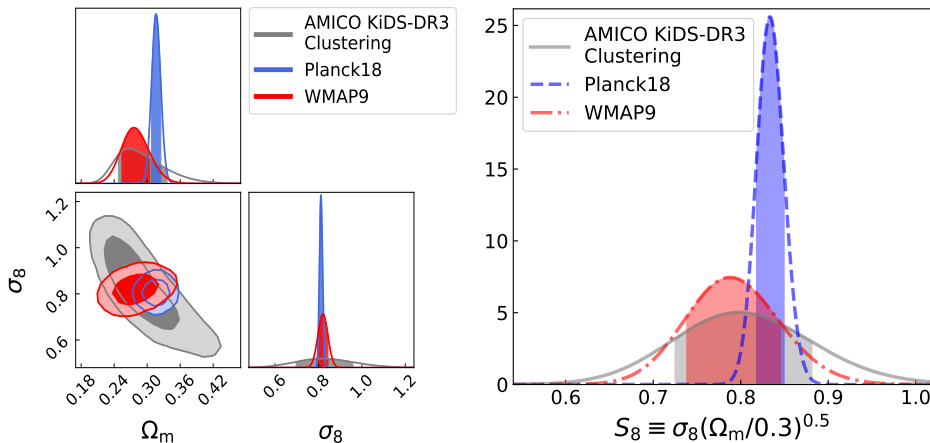 AMICO KiDS-DR3
Clustering
Planck18
WMAP9
σ8
1.2
1.0
0.8
0.6
0.18
0.24
0.30
0.36
0.42
Ωm
0.6
0.8
1.0
1.2
σ8
AMICO KiDS-DR3
Clustering
Planck18
WMAP9
25
20
15
10
5
0
0.6
0.7
0.8
0.9
1.0
S8 ≡ σ8(Ωm/0.3)^0.5